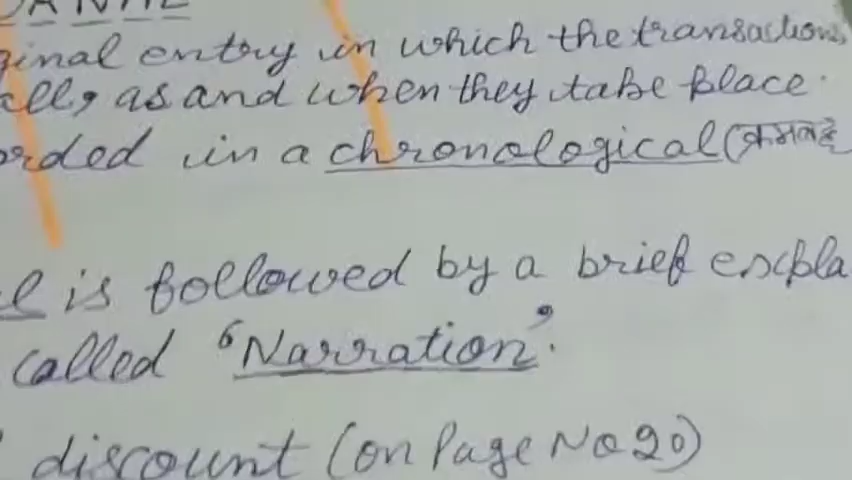 ginal entry in which the transactions
all, as and when they take place.
orded in a chronological (
is followed by a brief expla
called "Narration".
discount (on Page No 20)